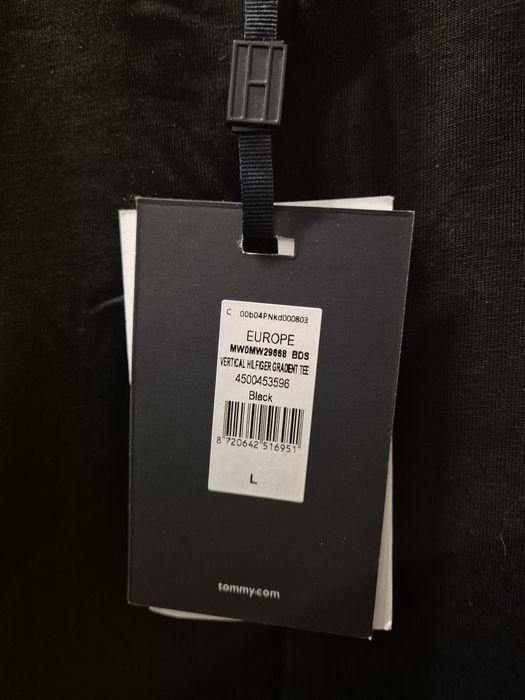 C 00b04PNkd000803
EUROPE
MW0MW29668 BDS
VERTICAL HILFIGER GRADIENT TEE
4500453596
Black
8 720642 516951
L
tommy.com